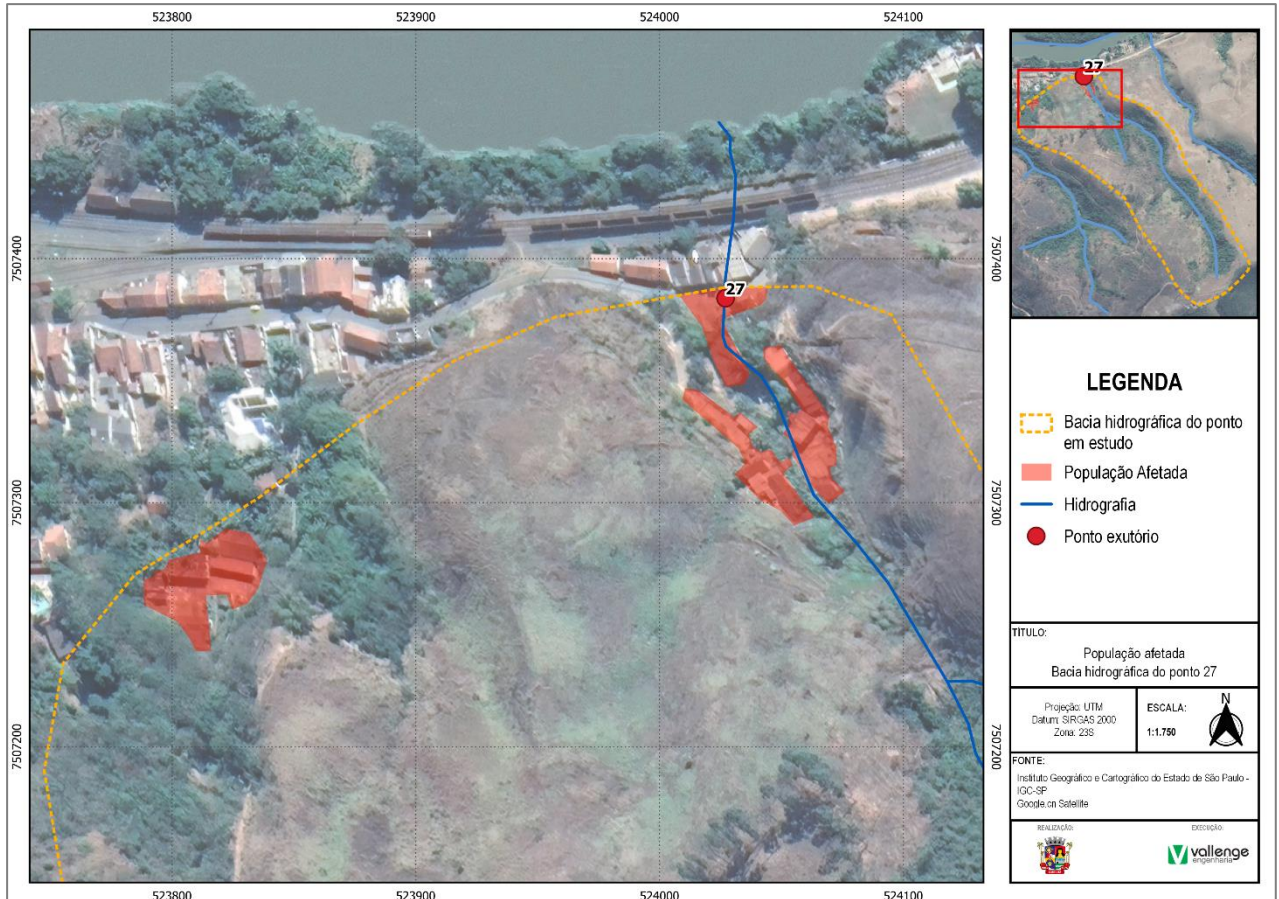 523800 523900 524000 524100
7507400 7507400
7507300 7507300
7507200 7507200
27
523800 523900 524000 524100
27
LEGENDA
Bacia hidrográfica do ponto
em estudo
População Afetada
Hidrografia
Ponto exutório
TÍTULO:
População afetada
Bacia hidrográfica do ponto 27
Projeção: UTM
Datum: SIRGAS 2000
Zona: 23S
ESCALA:
1:1.750
N
FONTE:
Instituto Geográfico e Cartográfico do Estado de São Paulo -
IGC-SP
Google.cn Satellite
REALIZAÇÃO:
EXECUÇÃO:
vallenge
engenharia